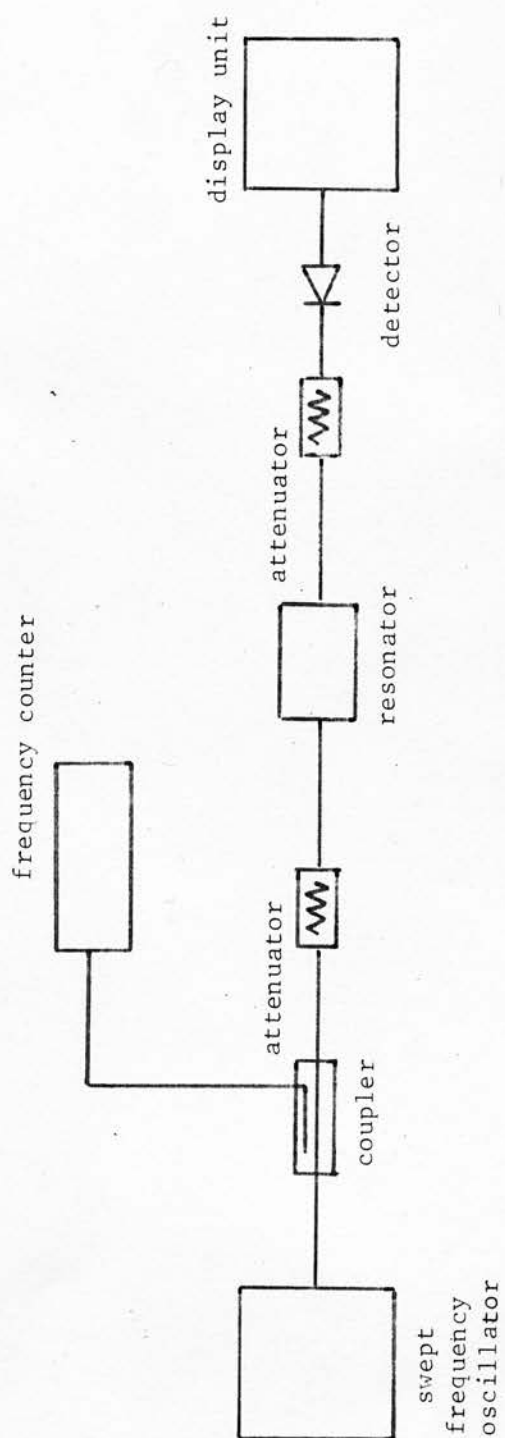 frequency counter
display unit
attenuator
attenuator
swept
frequency
oscillator
coupler
resonator
detector